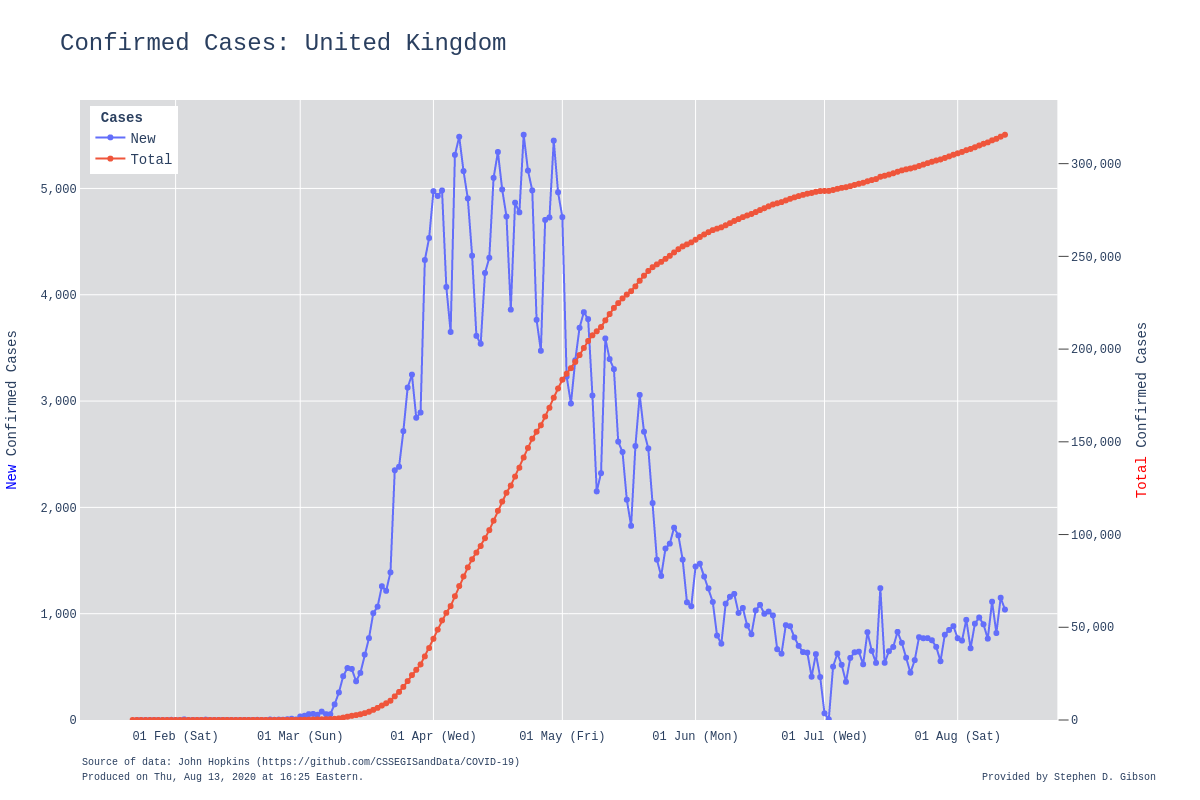 Confirmed Cases: United Kingdom
Cases
New
Total
5,000
4,000
3,000
2,000
1,000
0
New Confirmed Cases
300,000
250,000
200,000
150,000
100,000
50,000
0
Total Confirmed Cases
01 Feb (Sat) 01 Mar (Sun) 01 Apr (Wed) 01 May (Fri) 01 Jun (Mon) 01 Jul (Wed) 01 Aug (Sat)
Source of data: John Hopkins (https://github.com/CSSEGISandData/COVID-19)
Produced on Thu, Aug 13, 2020 at 16:25 Eastern.
Provided by Stephen D. Gibson